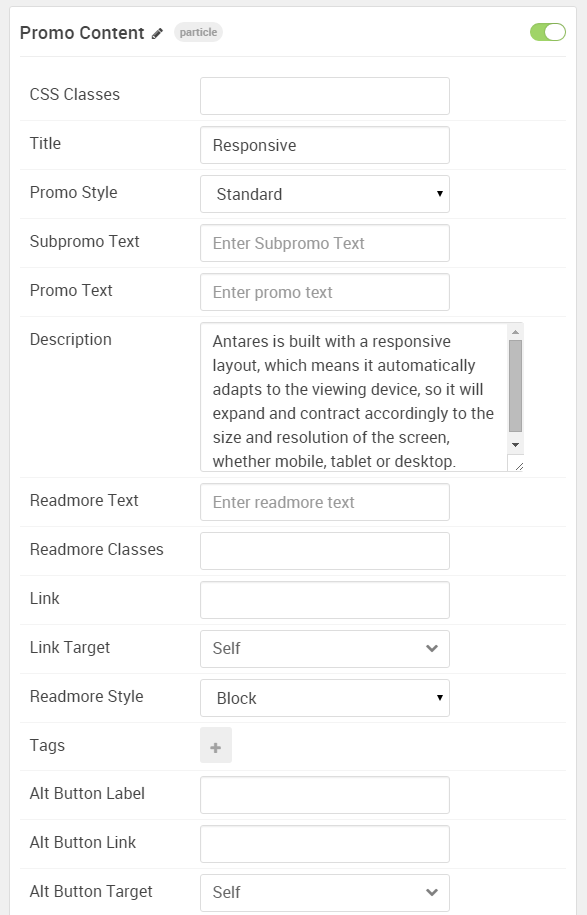 Promo Content particle
CSS Classes
Title Responsive
Promo Style Standard
Subpromo Text Enter Subpromo Text
Promo Text Enter promo text
Description Antares is built with a responsive
layout, which means it automatically
adapts to the viewing device, so it will
expand and contract accordingly to the
size and resolution of the screen,
whether mobile, tablet or desktop.
Readmore Text Enter readmore text
Readmore Classes
Link
Link Target Self
Readmore Style Block
Tags
Alt Button Label
Alt Button Link
Alt Button Target Self